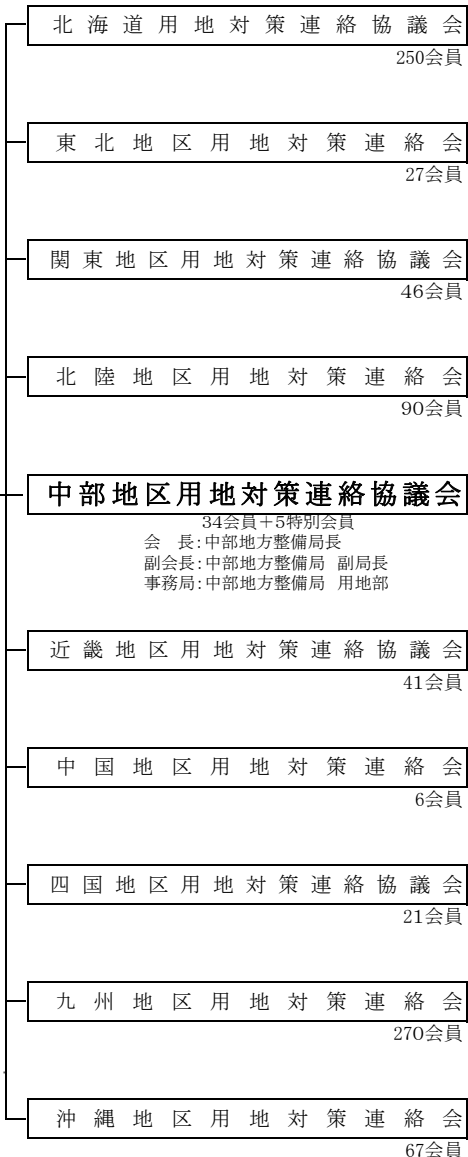 北海道用地対策連絡協議会
250会員
東北地区用地対策連絡会
27会員
関東地区用地対策連絡協議会
46会員
北陸地区用地対策連絡会
90会員
中部地区用地対策連絡協議会
34会員＋5特別会員
会　長：中部地方整備局長
副会長：中部地方整備局　副局長
事務局：中部地方整備局　用地部
近畿地区用地対策連絡協議会
41会員
中国地区用地対策連絡会
6会員
四国地区用地対策連絡協議会
21会員
九州地区用地対策連絡会
270会員
沖縄地区用地対策連絡会
67会員